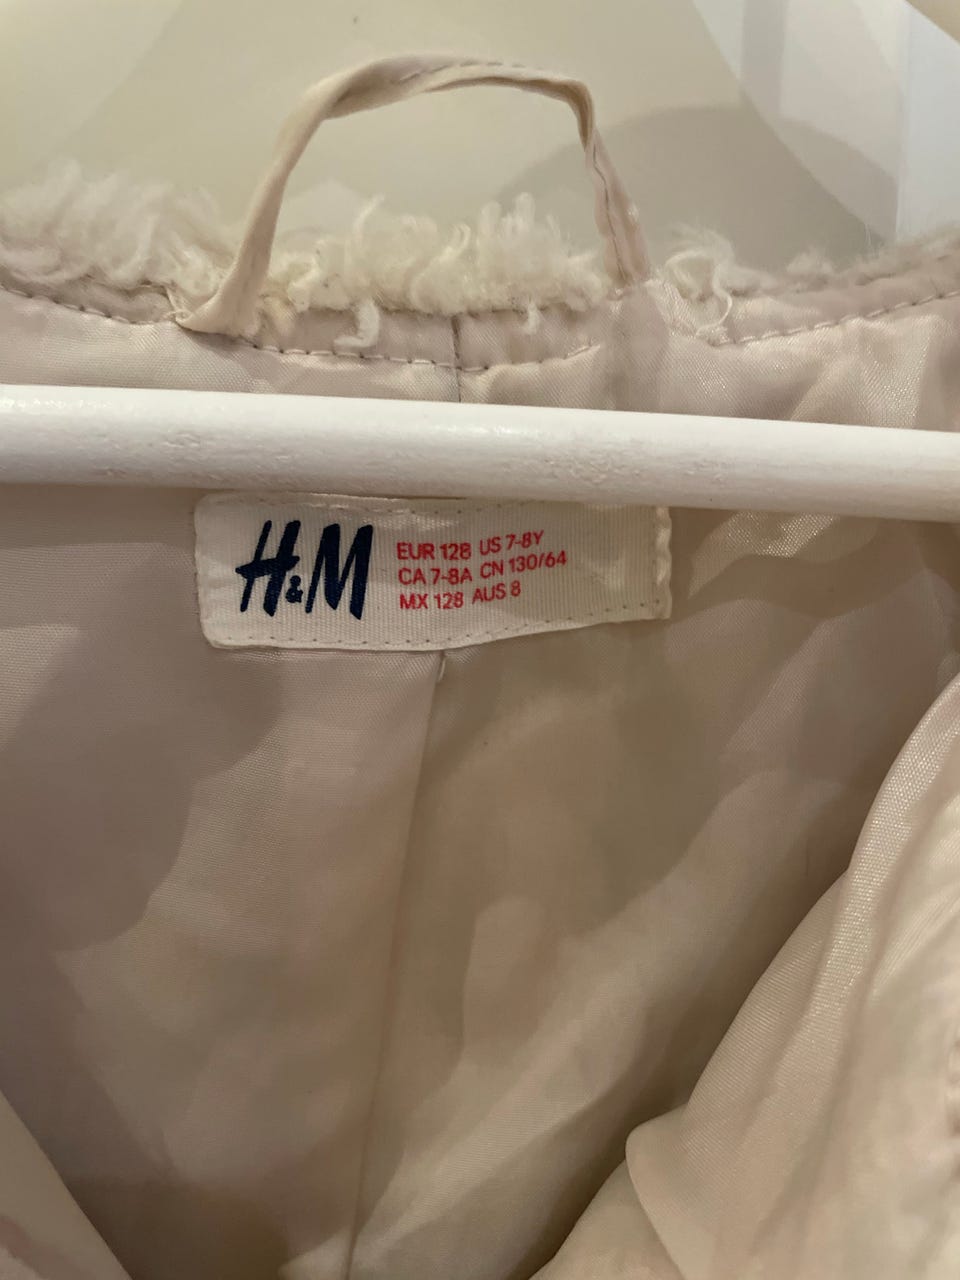 H&M
EUR 128 US 7-8Y
CA 7-8A CN 130/64
MX 128 AUS 8